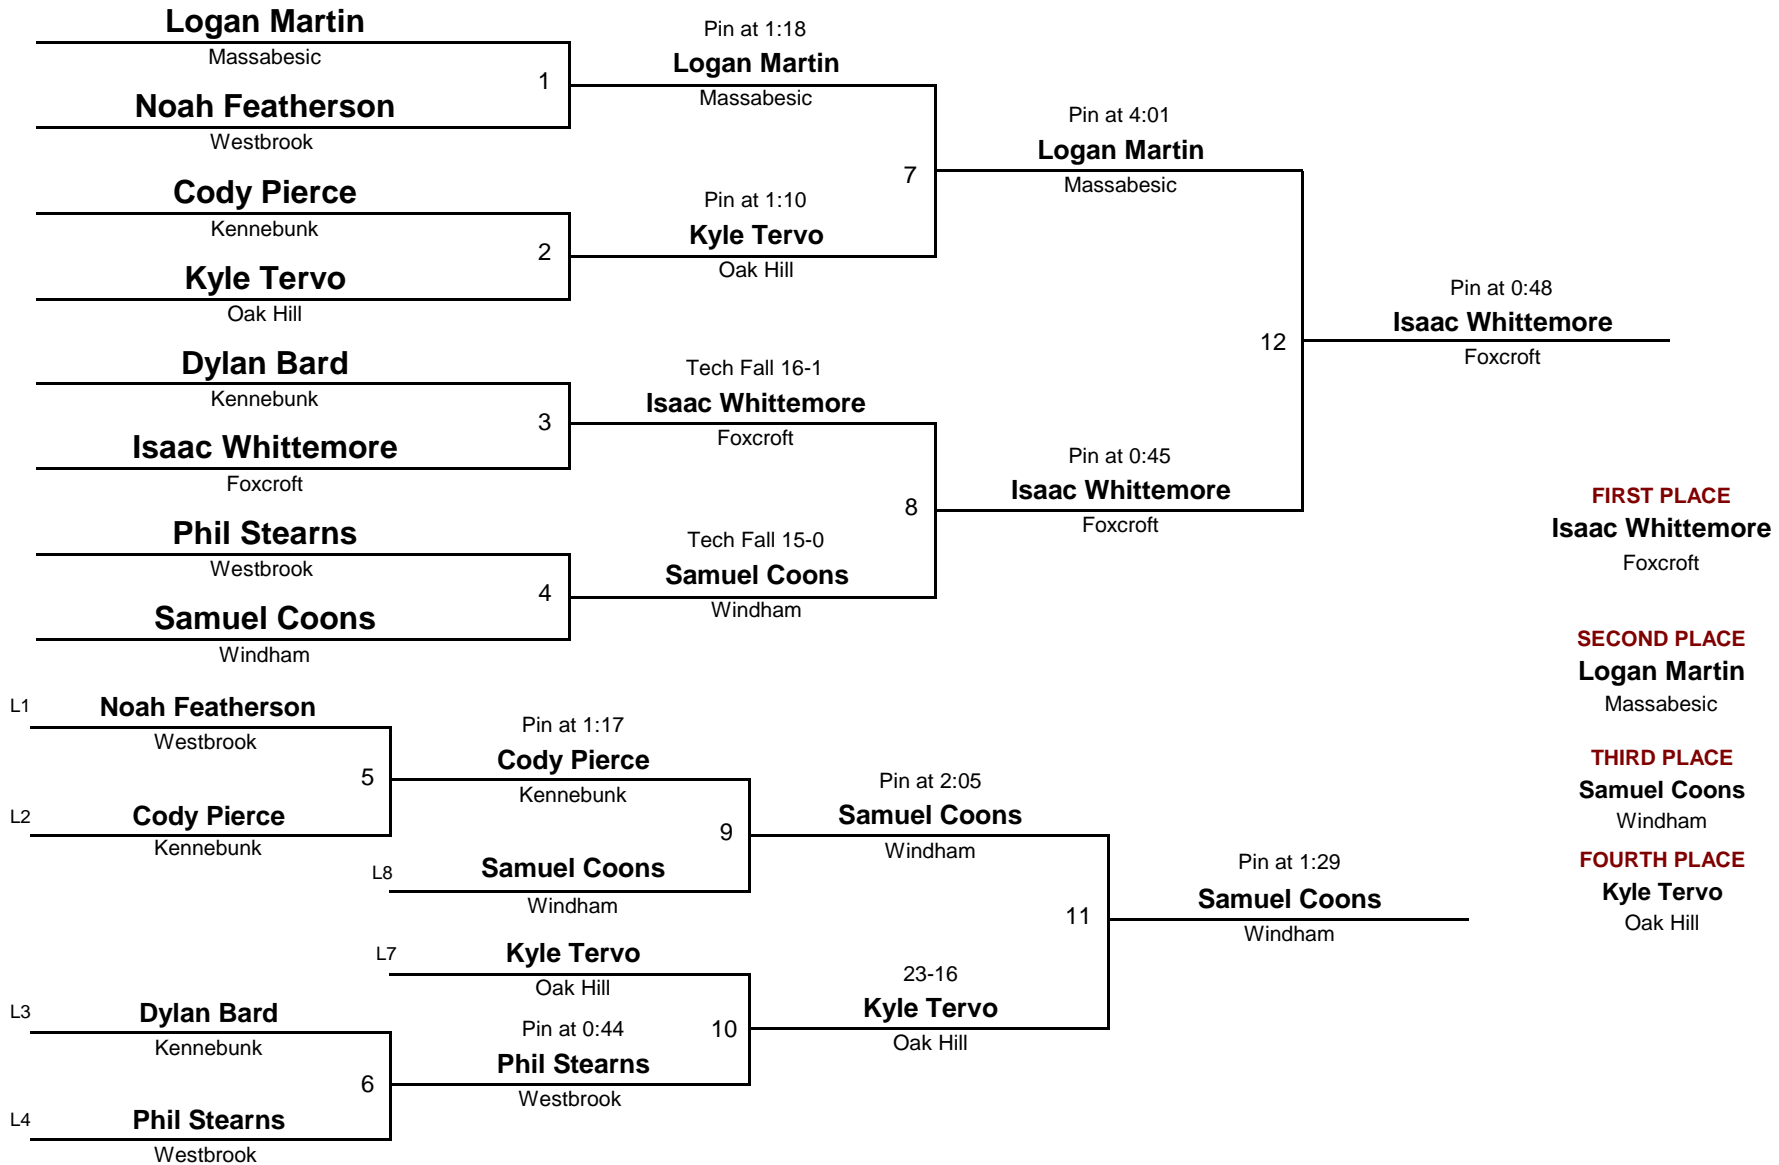 Logan Martin
Massabesic
1
Noah Featherson
Westbrook
Pin at 1:18
Logan Martin
Massabesic
Cody Pierce
Kennebunk
2
Kyle Tervo
Oak Hill
Pin at 1:10
Kyle Tervo
Oak Hill
7
Pin at 4:01
Logan Martin
Massabesic
Dylan Bard
Kennebunk
3
Isaac Whittemore
Foxcroft
Tech Fall 16-1
Isaac Whittemore
Foxcroft
Phil Stearns
Westbrook
4
Samuel Coons
Windham
Tech Fall 15-0
Samuel Coons
Windham
8
Pin at 0:45
Isaac Whittemore
Foxcroft
12
Pin at 0:48
Isaac Whittemore
Foxcroft
L1
Noah Featherson
Westbrook
5
L2
Cody Pierce
Kennebunk
Pin at 1:17
Cody Pierce
Kennebunk
9
L8
Samuel Coons
Windham
Pin at 2:05
Samuel Coons
Windham
L7
Kyle Tervo
Oak Hill
10
L3
Dylan Bard
Kennebunk
6
L4
Phil Stearns
Westbrook
Pin at 0:44
Phil Stearns
Westbrook
23-16
Kyle Tervo
Oak Hill
11
Pin at 1:29
Samuel Coons
Windham
FIRST PLACE
Isaac Whittemore
Foxcroft
SECOND PLACE
Logan Martin
Massabesic
THIRD PLACE
Samuel Coons
Windham
FOURTH PLACE
Kyle Tervo
Oak Hill